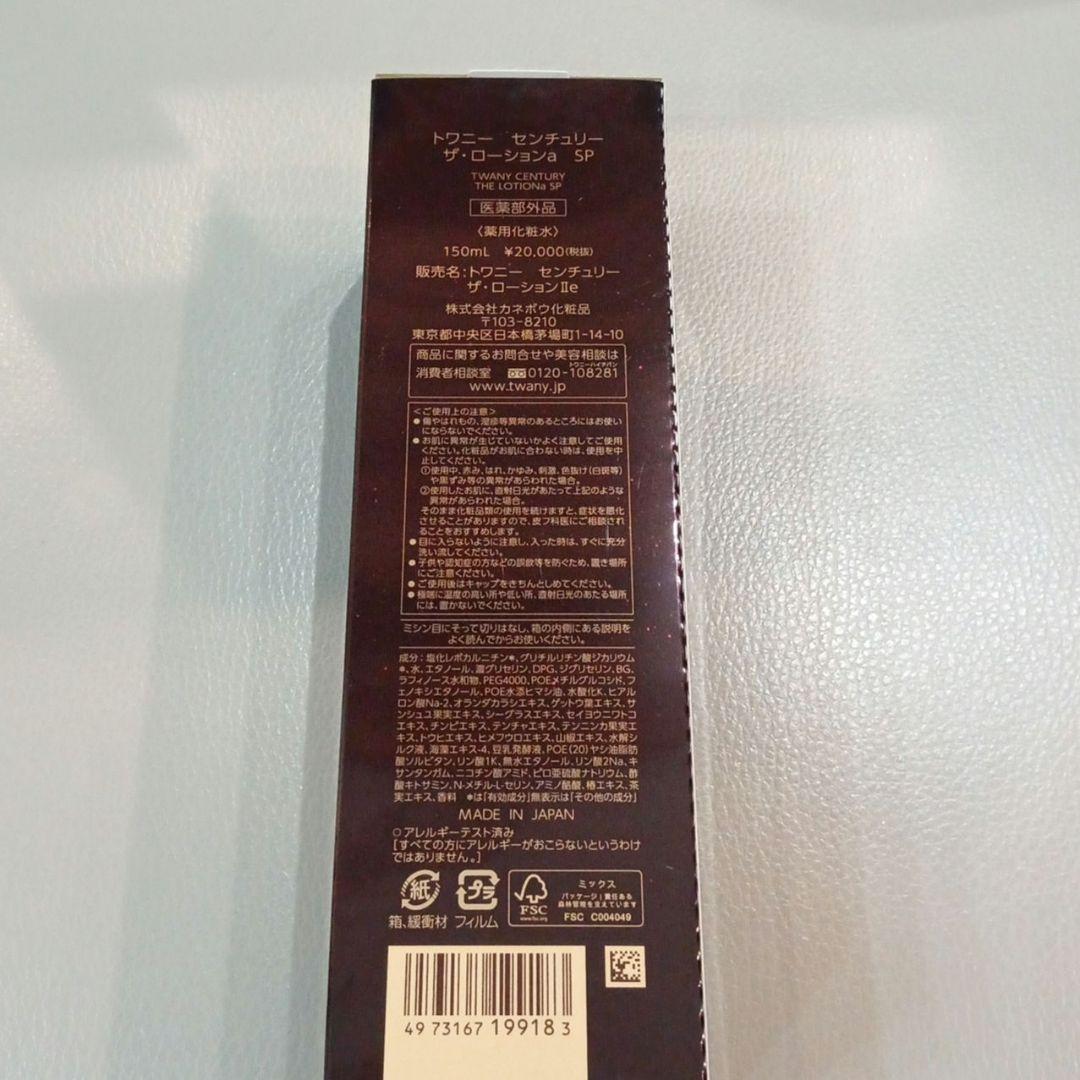 トワニー　センチュリー
ザ・ローションa　SP
TWANY CENTURY
THE LOTIONa SP
医薬部外品
〈薬用化粧水〉
150mL　¥20,000(税抜)
販売名：トワニー　センチュリー
ザ・ローションⅡe
株式会社カネボウ化粧品
〒103-8210
東京都中央区日本橋茅場町1-14-10
商品に関するお問合せや美容相談は
トワニーハイチバン
消費者相談室　0120-108281
www.twany.jp
＜ご使用上の注意＞
●傷やはれもの、湿疹等異常のあるところにはお使い
にならないでください。
●お肌に異常が生じていないかよく注意してご使用
ください。化粧品がお肌に合わない時は、使用を中
止してください。
①使用中、赤み、はれ、かゆみ、刺激、色抜け(白斑等)
や黒ずみ等の異常があらわれた場合。
②使用したお肌に、直射日光があたって上記のような
異常があらわれた場合。
そのまま化粧品類の使用を続けますと、症状を悪化
させることがありますので、皮フ科医にご相談され
ることをおすすめします。
●目に入らないように注意し、入った時は、すぐに充分
洗い流してください。
●子供や認知症の方などの誤飲等を防ぐため、置き場所
にご注意ください。
●ご使用後はキャップをきちんとしめてください。
●極端に温度の高い所や低い所、直射日光のあたる場所
には、置かないでください。
ミシン目にそって切りはなし、箱の内側にある説明を
よく読んでからお使いください。
成分：塩化レボカルニチン*、グリチルリチン酸ジカリウム
*、水、エタノール、濃グリセリン、DPG、ジグリセリン、BG、
ラフィノース水和物、PEG4000、POEメチルグルコシド、フ
ェノキシエタノール、POE水添ヒマシ油、水酸化K、ヒアル
ロン酸Na-2、オランダカラシエキス、ゲットウ葉エキス、サ
ンシュユ果実エキス、シーグラスエキス、セイヨウニワトコ
エキス、チンピエキス、テンチャエキス、テンニンカ果実エ
キス、トウヒエキス、ヒメフウロエキス、山椒エキス、水解シ
ルク液、海藻エキス-4、豆乳発酵液、POE(20)ヤシ油脂肪
酸ソルビタン、リン酸1K、無水エタノール、リン酸2Na、キ
サンタンガム、ニコチン酸アミド、ピロ亜硫酸ナトリウム、酢
酸キトサミン、N-メチル-L-セリン、アミノ酢酸、椿エキス、茶
実エキス、香料　*は「有効成分」無表示は「その他の成分」
MADE IN JAPAN
○アレルギーテスト済み
[すべての方にアレルギーがおこらないというわけ
ではありません。]
紙
箱、緩衝材
プラ
フィルム
FSC
www.fsc.org
ミックス
パッケージ｜責任ある
森林管理を支えています
FSC C004049
4973167199183